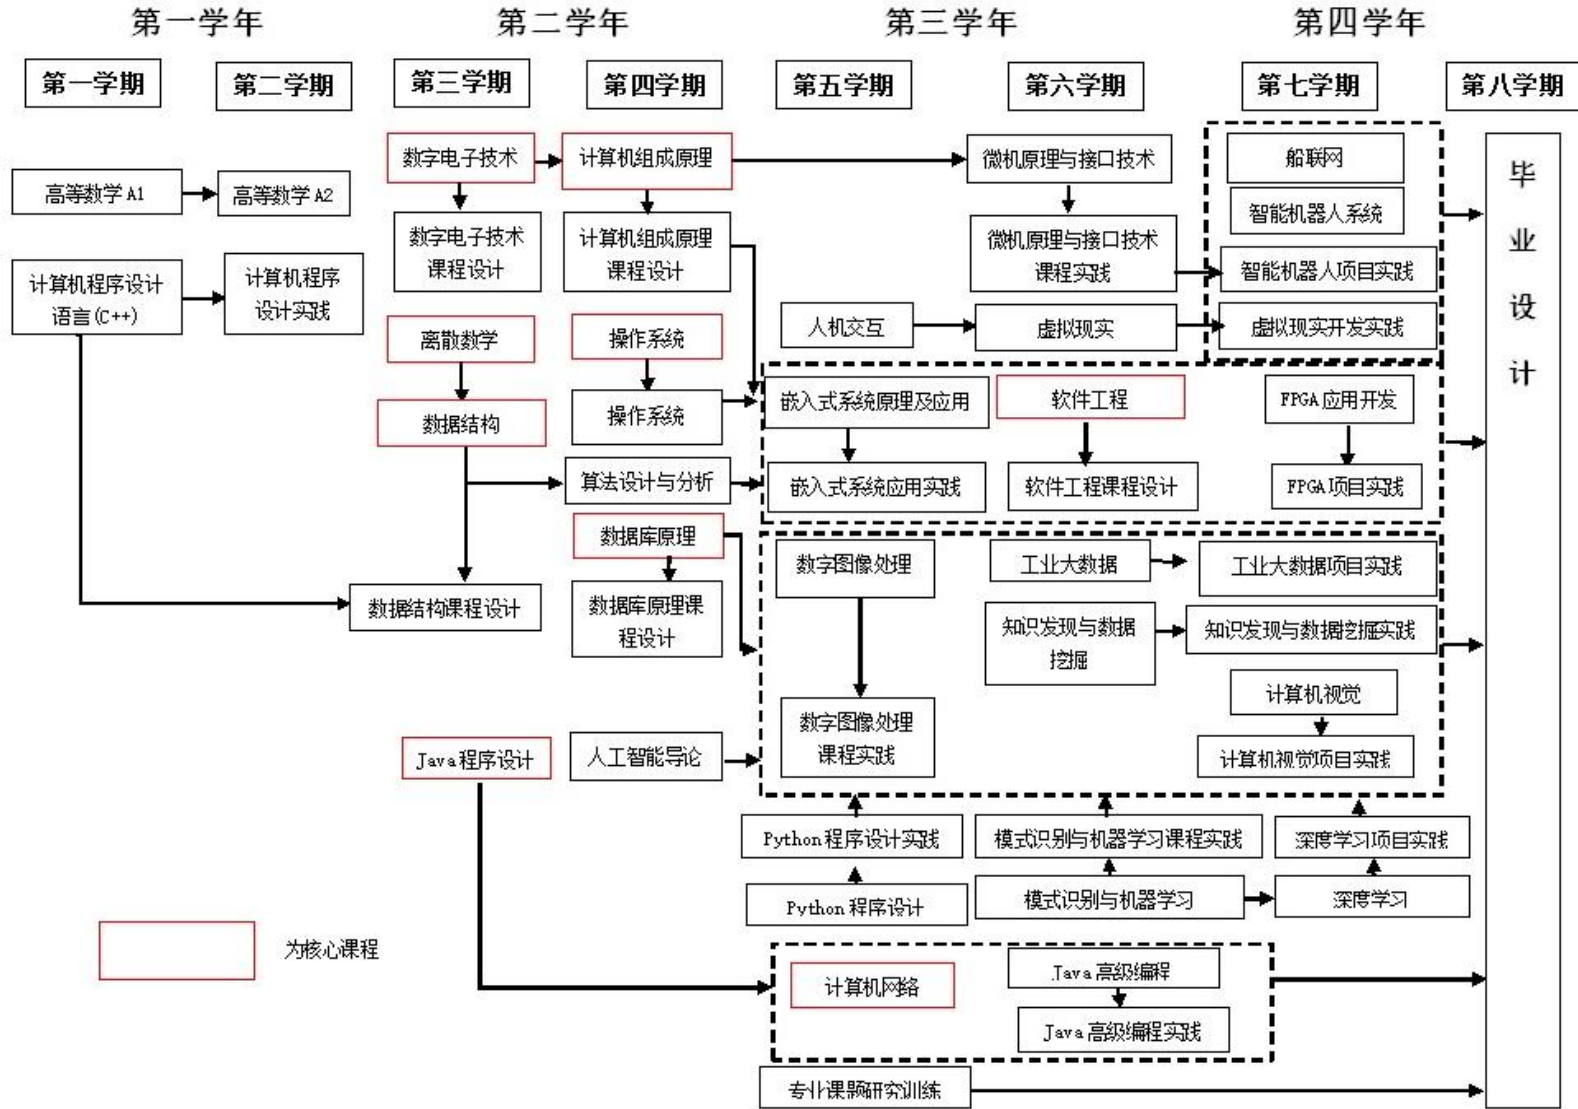 第一学年
第二学年
第三学年
第四学年
第一学期
第二学期
第三学期
第四学期
第五学期
第六学期
第七学期
第八学期
数字电子技术
计算机组成原理
微机原理与接口技术
船联网
高等数学A1
高等数学A2
智能机器人系统
数字电子技术
课程设计
计算机组成原理
课程设计
微机原理与接口技术
课程实践
智能机器人项目实践
计算机程序设计
语言(C++)
计算机程序
设计实践
人机交互
虚拟现实
虚拟现实开发实践
离散数学
操作系统
数据结构
操作系统
嵌入式系统原理及应用
软件工程
FPGA应用开发
算法设计与分析
嵌入式系统应用实践
软件工程课程设计
FPGA项目实践
数据库原理
数字图像处理
工业大数据
工业大数据项目实践
数据结构课程设计
数据库原理课
程设计
知识发现与数据
挖掘
知识发现与数据挖掘实践
计算机视觉
数字图像处理
课程实践
计算机视觉项目实践
Java程序设计
人工智能导论
Python程序设计实践
模式识别与机器学习课程实践
深度学习项目实践
Python程序设计
模式识别与机器学习
深度学习
为核心课程
计算机网络
Java高级编程
Java高级编程实践
专业课题研究训练
毕
业
设
计